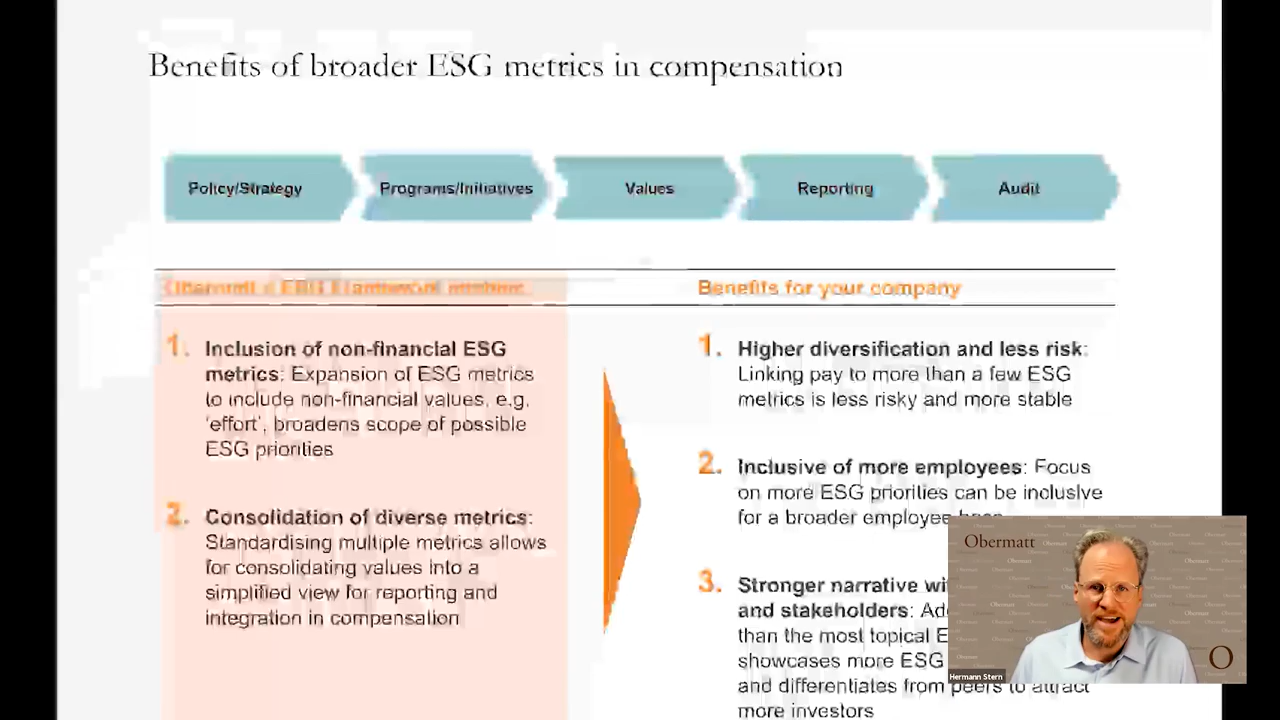 Benefits of broader ESG metrics in compensation
Policy/Strategy
Programs/Initiatives
Values
Reporting
Audit
ESG Framework
1. Inclusion of non-financial ESG
metrics: Expansion of ESG metrics
to include non-financial values, e.g.
'effort', broadens scope of possible
ESG priorities
2. Consolidation of diverse metrics:
Standardising multiple metrics allows
for consolidating values into a
simplified view for reporting and
integration in compensation
Benefits for your company
1. Higher diversification and less risk:
Linking pay to more than a few ESG
metrics is less risky and more stable
2. Inclusive of more employees: Focus
on more ESG priorities can be inclusive
for a broader employee
3. Stronger narrative
and stakeholders:
than the most topical
showcases more ESG
and differentiates from peers to attract
more investors
Obermatt
O
Hermann Stern